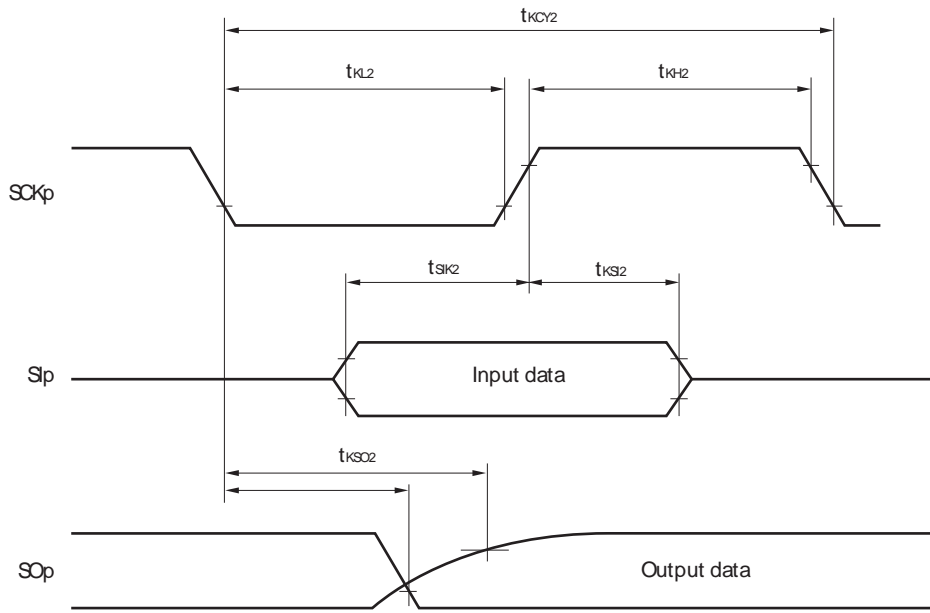 tKCY2
tKL2
tKH2
SCKp
tSIK2
tKSI2
SIp
Input data
tKSO2
SOp
Output data